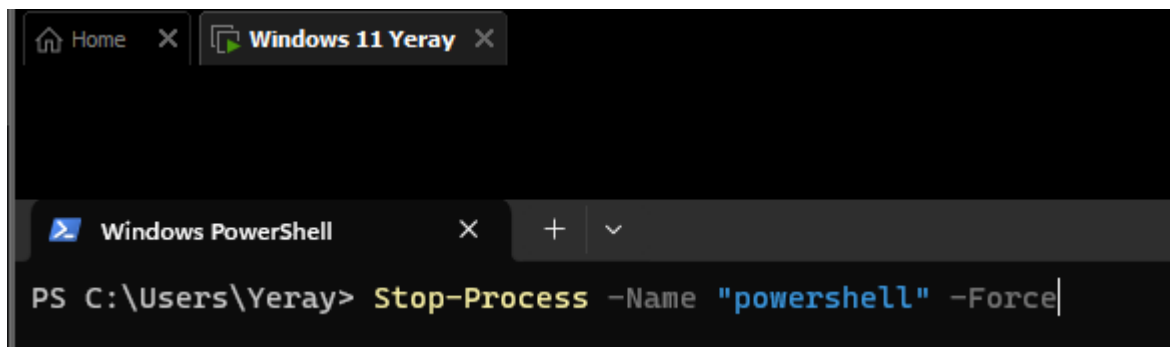 Home
Windows 11 Yeray
Windows PowerShell
PS C:\Users\Yeray> Stop-Process -Name "powershell" -Force